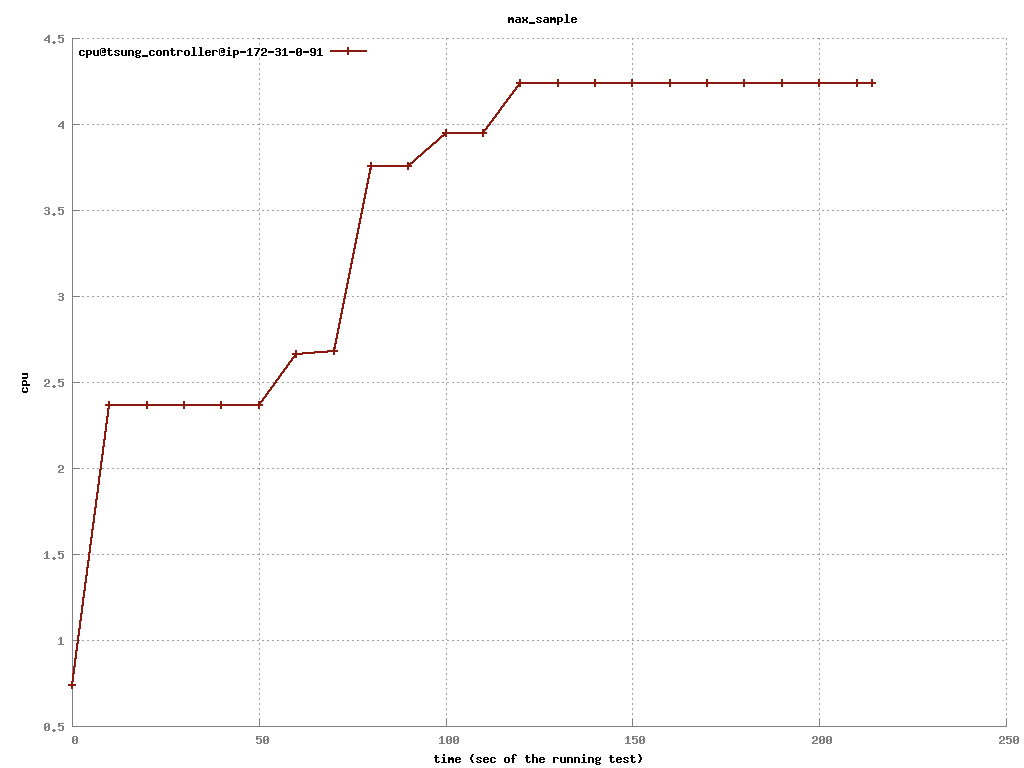 max_sample
4.5
cpu@tsung_controller@ip-172-31-0-91
4
3.5
3
2.5
cpu
2
1.5
1
0.5
0 50 100 150 200 250
time (sec of the running test)